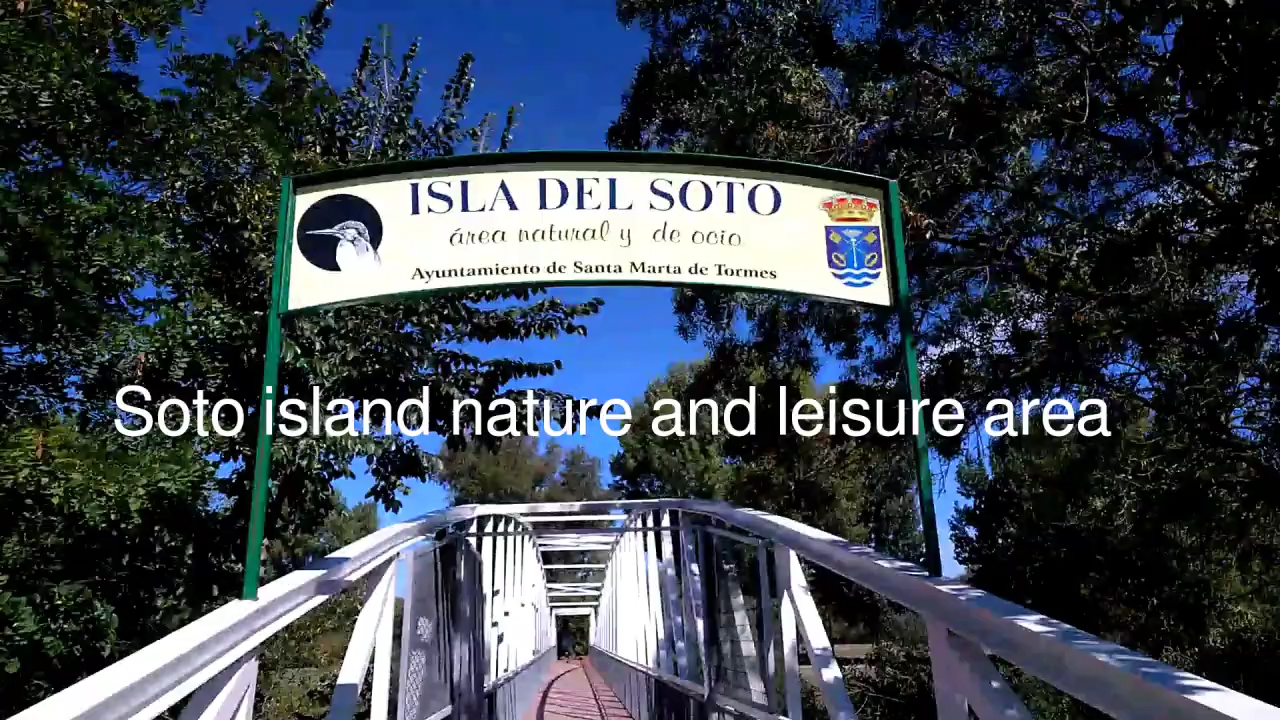 ISLA DEL SOTO
área natural y de ocio
Ayuntamiento de Santa Marta de Tormes
Soto island nature and leisure area